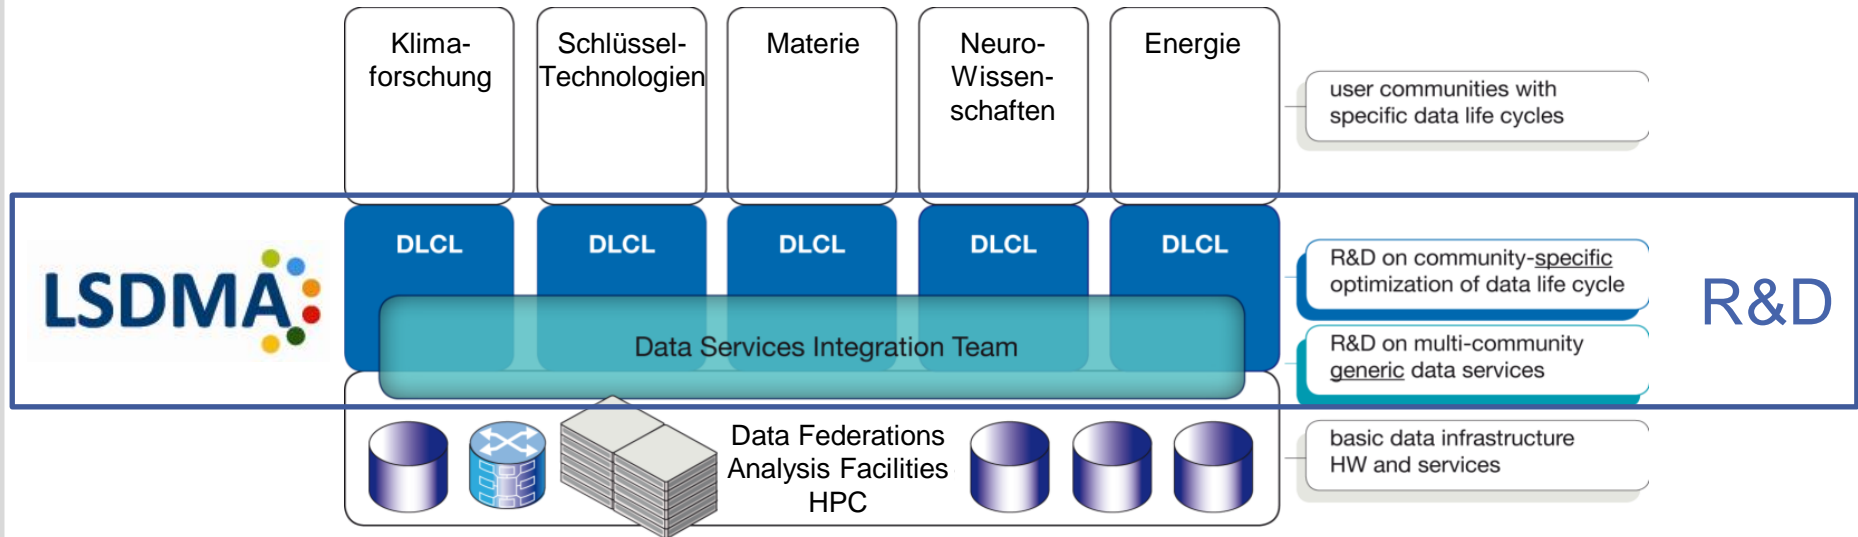 Klima-
forschung
Schlüssel-
Technologien
Materie
Neuro-
Wissen-
schaften
Energie
user communities with
specific data life cycles
LSDMA
DLCL
DLCL
DLCL
DLCL
DLCL
R&D on community-specific
optimization of data life cycle
R&D
Data Services Integration Team
R&D on multi-community
generic data services
Data Federations
Analysis Facilities
HPC
basic data infrastructure
HW and services